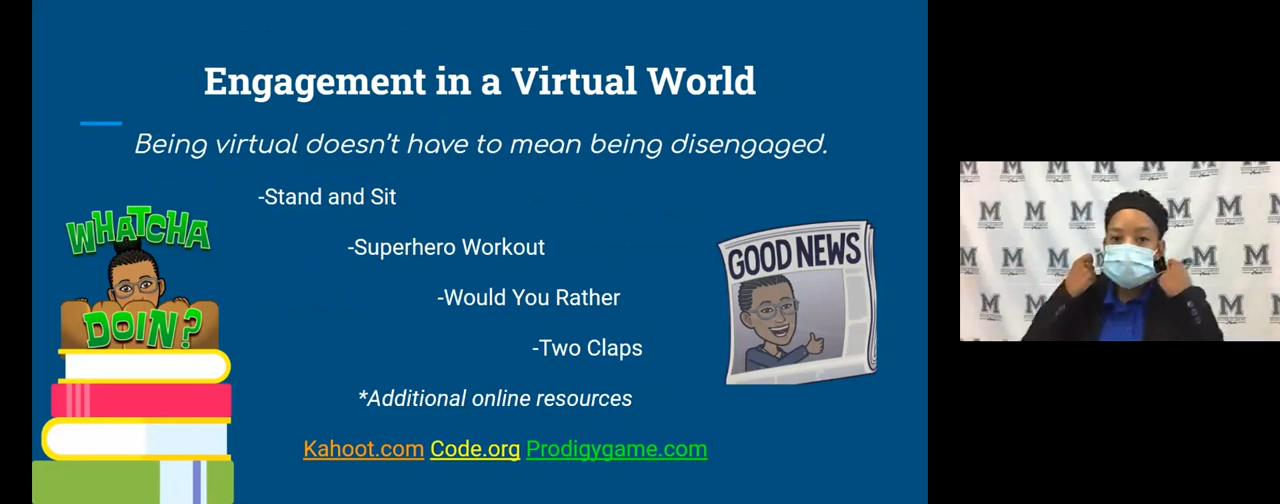 Engagement in a Virtual World
Being virtual doesn't have to mean being disengaged.
-Stand and Sit
-Superhero Workout
-Would You Rather
-Two Claps
*Additional online resources
Kahoot.com Code.org Prodigygame.com
WHATCHA
DOIN?
GOOD NEWS
M M M M M
M M M M
M M M M